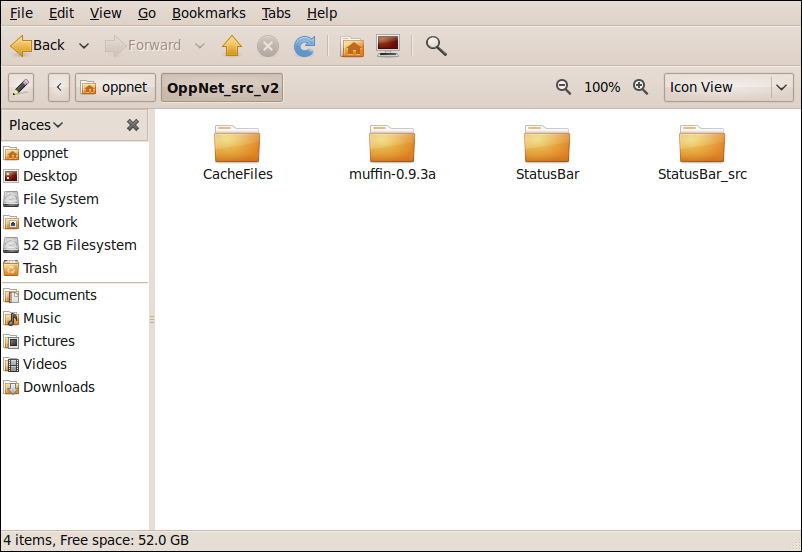 File Edit View Go Bookmarks Tabs Help
Back Forward
oppnet OppNet_src_v2 100% Icon View
Places
oppnet
Desktop
File System
Network
52 GB Filesystem
Trash
Documents
Music
Pictures
Videos
Downloads
CacheFiles muffin-0.9.3a StatusBar StatusBar_src
4 items, Free space: 52.0 GB